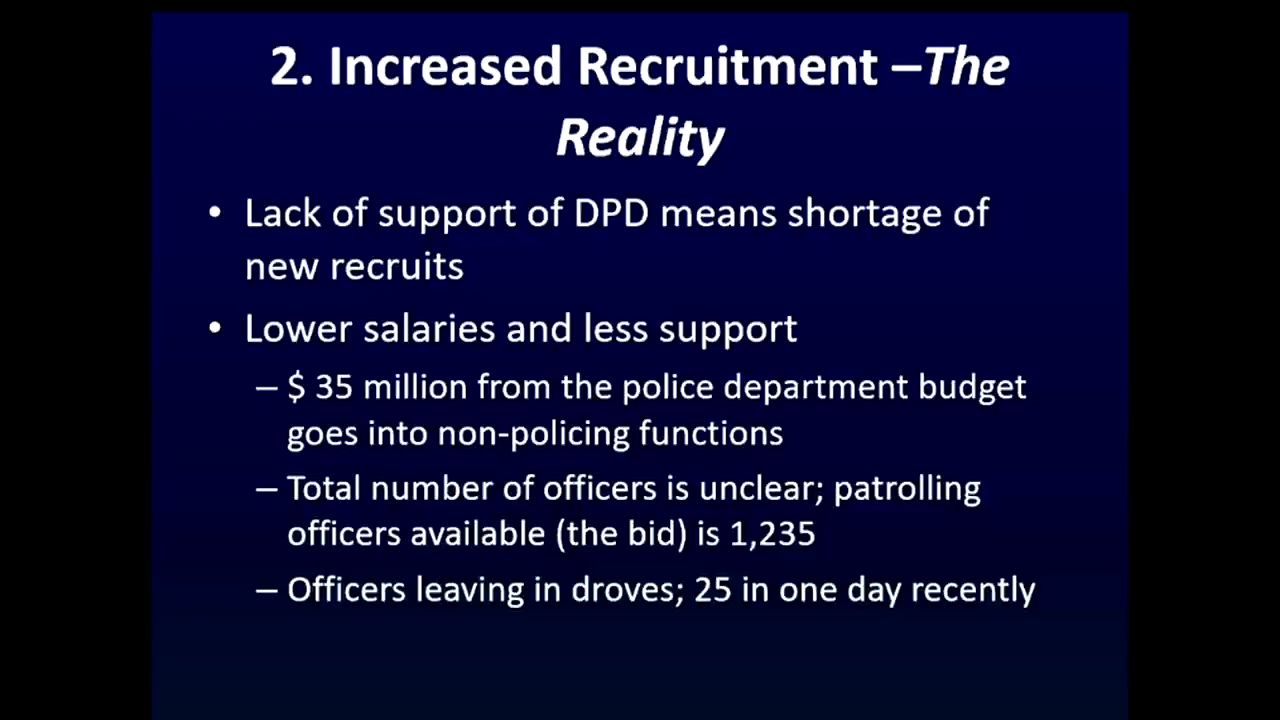 2. Increased Recruitment –The
Reality
• Lack of support of DPD means shortage of
new recruits
• Lower salaries and less support
– $ 35 million from the police department budget
goes into non-policing functions
– Total number of officers is unclear; patrolling
officers available (the bid) is 1,235
– Officers leaving in droves; 25 in one day recently